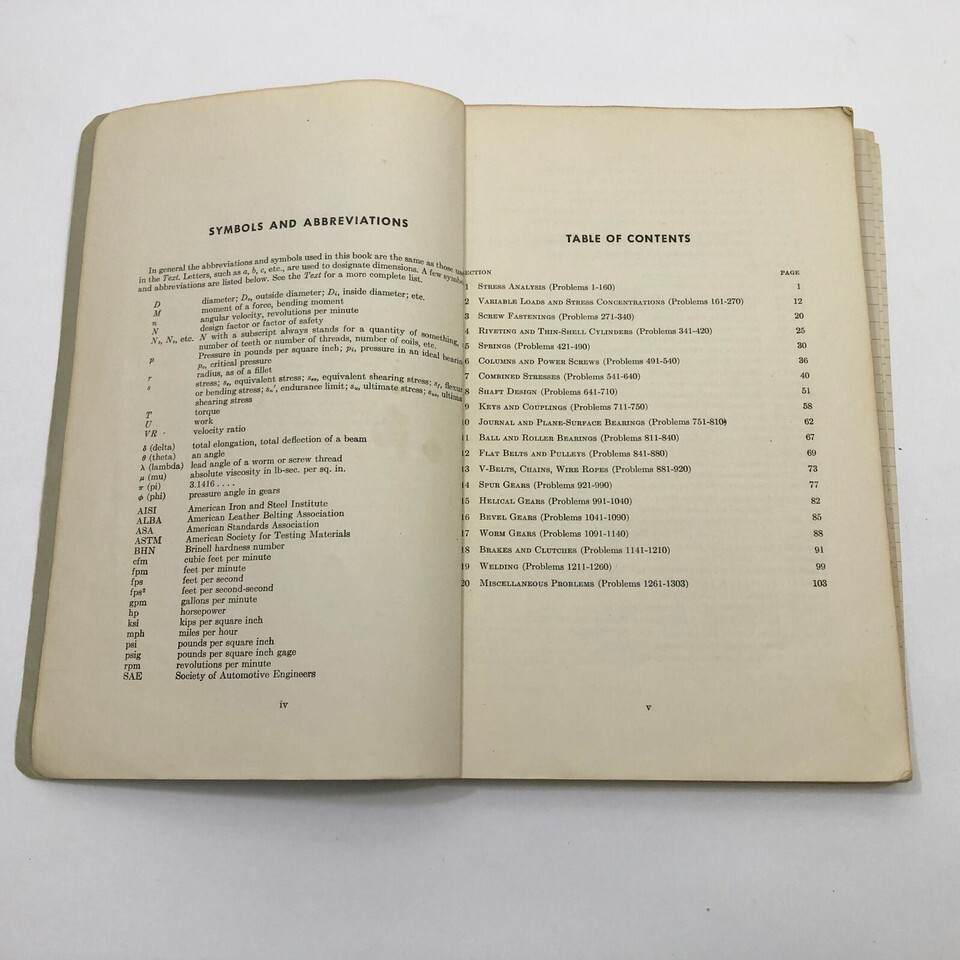 SYMBOLS AND ABBREVIATIONS
In general the abbreviations and symbols used in this book are the same as those
in the Text. Letters, such as a, b, c, etc., are used to designate dimensions. A few
and abbreviations are listed below. See the Text for a more complete list.
D diameter; Dₒ, outside diameter; Dᵢ, inside diameter; etc.
M moment of a force, bending moment
n angular velocity, revolutions per minute
N design factor or factor of safety
etc. N with a subscript always stands for a quantity of something,
number of teeth or number of threads, number of coils, etc.
p Pressure in pounds per square inch; pᵢ, pressure in an ideal
critical pressure
r radius, as of a fillet
s stress; equivalent stress; equivalent shearing stress;
or bending stress; sₙ′, endurance limit; sᵤ, ultimate stress;
shearing stress
T torque
U work
VR velocity ratio
δ (delta) total elongation, total deflection of a beam
θ (theta) an angle
λ (lambda) lead angle of a worm or screw thread
μ (mu) absolute viscosity in lb-sec. per sq. in.
π (pi) 3.1416 . . . .
φ (phi) pressure angle in gears
AISI American Iron and Steel Institute
ALBA American Leather Belting Association
ASA American Standards Association
ASTM American Society for Testing Materials
BHN Brinell hardness number
cfm cubic feet per minute
fpm feet per minute
fps feet per second
fps² feet per second-second
gpm gallons per minute
hp horsepower
ksi kips per square inch
mph miles per hour
psi pounds per square inch
psig pounds per square inch gage
rpm revolutions per minute
SAE Society of Automotive Engineers
iv
TABLE OF CONTENTS
ECTION PAGE
1 Stress Analysis (Problems 1-160) 1
2 Variable Loads and Stress Concentrations (Problems 161-270) 12
3 Screw Fastenings (Problems 271-340) 20
4 Riveting and Thin-Shell Cylinders (Problems 341-420) 25
5 Springs (Problems 421-490) 30
6 Columns and Power Screws (Problems 491-540) 36
7 Combined Stresses (Problems 541-640) 40
8 Shaft Design (Problems 641-710) 51
9 Keys and Couplings (Problems 711-750) 58
10 Journal and Plane-Surface Bearings (Problems 751-810) 62
11 Ball and Roller Bearings (Problems 811-840) 67
12 Flat Belts and Pulleys (Problems 841-880) 69
13 V-Belts, Chains, Wire Ropes (Problems 881-920) 73
14 Spur Gears (Problems 921-990) 77
15 Helical Gears (Problems 991-1040) 82
16 Bevel Gears (Problems 1041-1090) 85
17 Worm Gears (Problems 1091-1140) 88
18 Brakes and Clutches (Problems 1141-1210) 91
19 Welding (Problems 1211-1260) 99
20 Miscellaneous Problems (Problems 1261-1303) 103
v